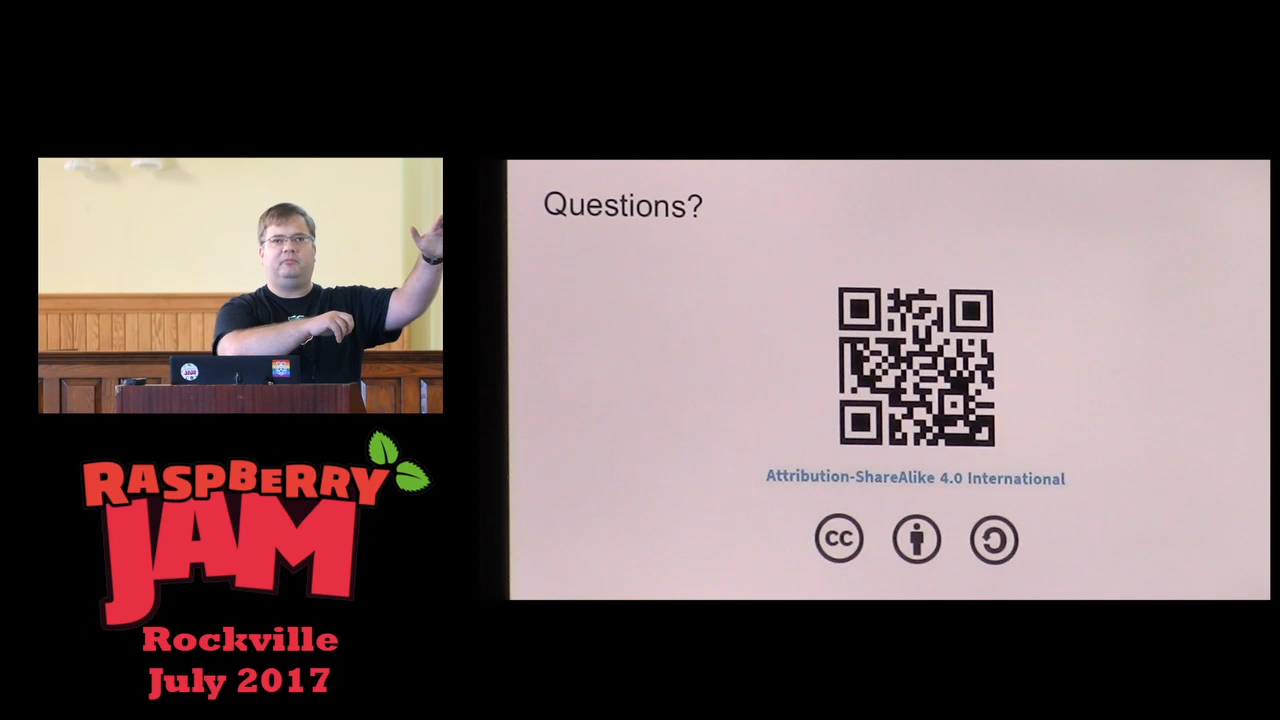 Questions?
Attribution-ShareAlike 4.0 International
cc
RASPBERRY
JAM
Rockville
July 2017